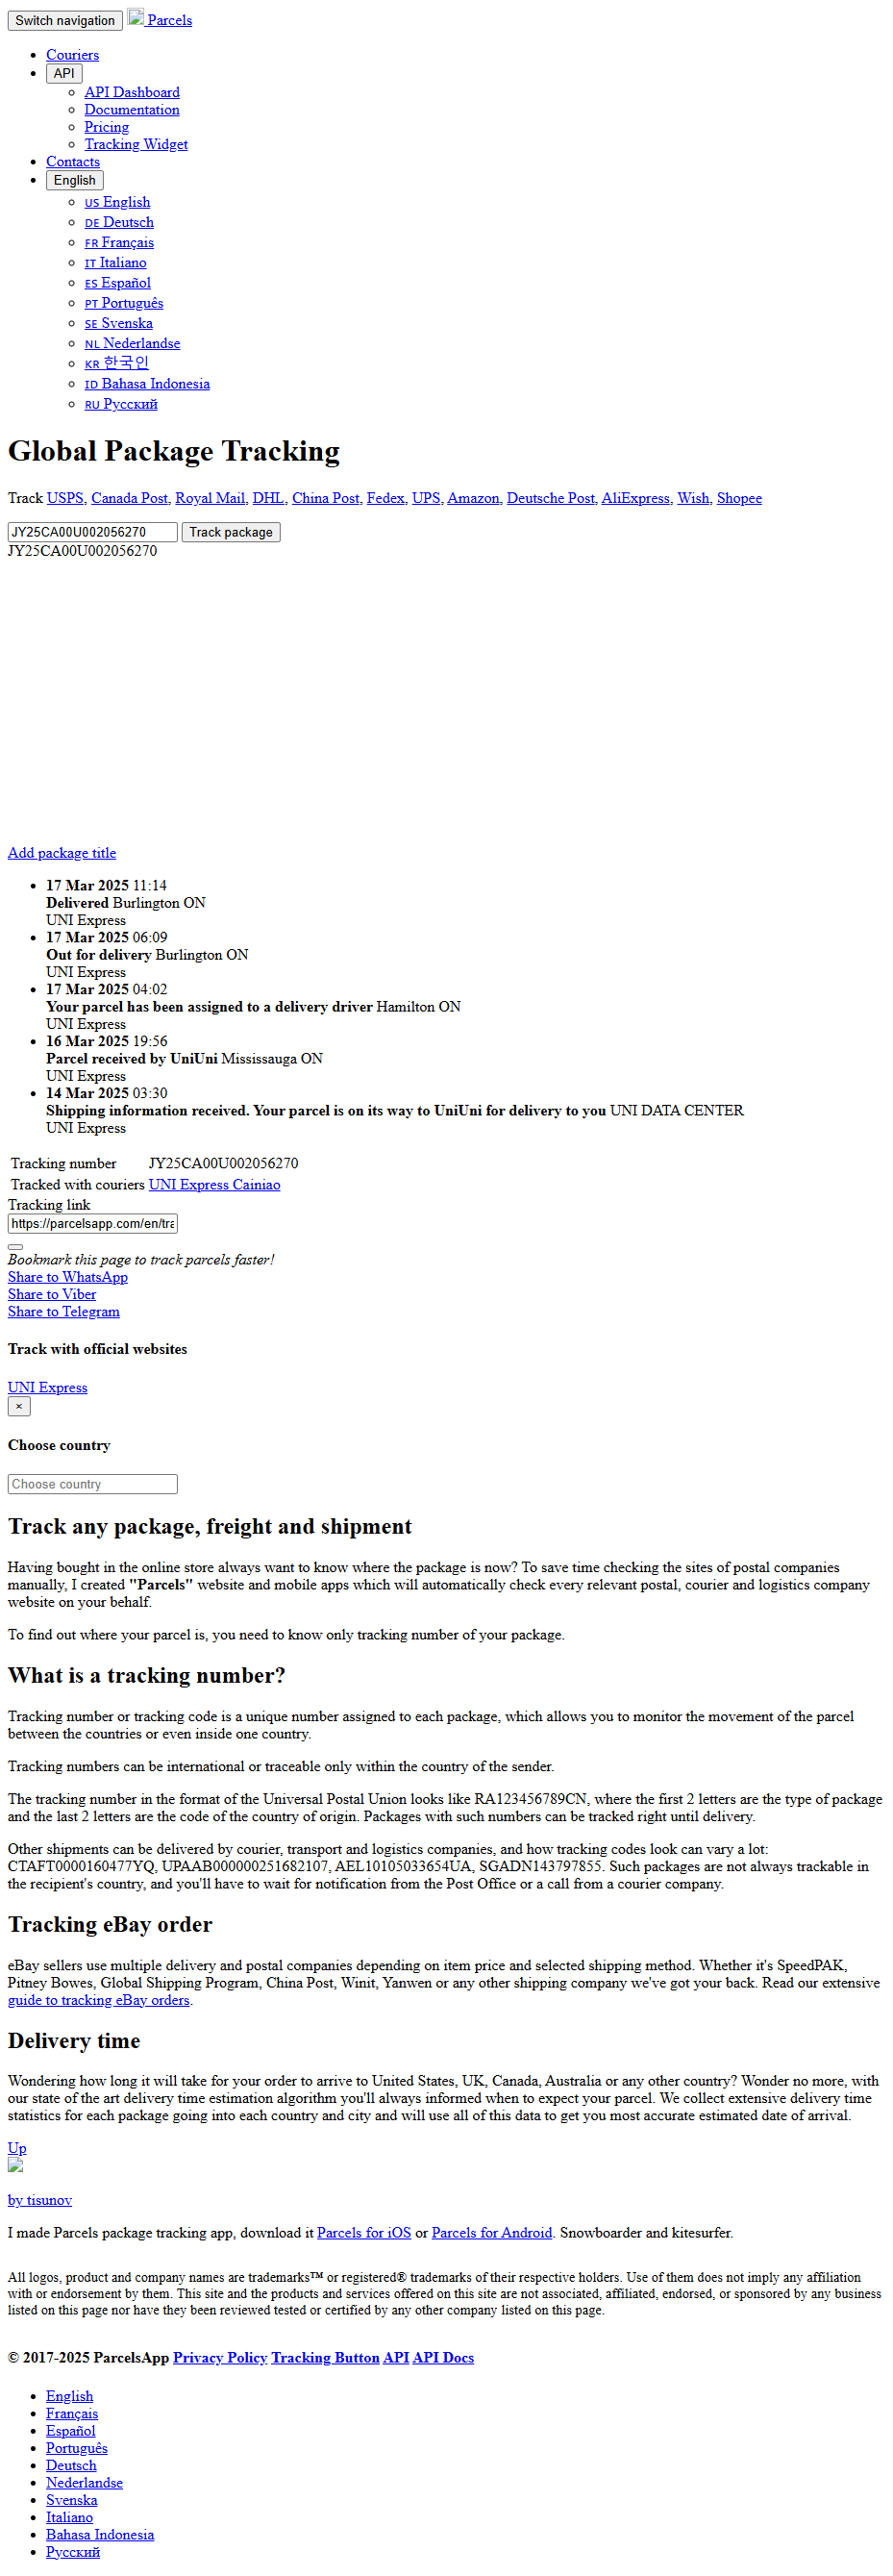 Switch navigation Parcels
Couriers
API
API Dashboard
Documentation
Pricing
Tracking Widget
Contacts
English
US English
DE Deutsch
FR Français
IT Italiano
ES Español
PT Português
SE Svenska
NL Nederlandse
KR 한국인
ID Bahasa Indonesia
RU Русский
Global Package Tracking
Track USPS, Canada Post, Royal Mail, DHL, China Post, Fedex, UPS, Amazon, Deutsche Post, AliExpress, Wish, Shopee
JY25CA00U002056270 Track package
JY25CA00U002056270
Add package title
17 Mar 2025 11:14
Delivered Burlington ON
UNI Express
17 Mar 2025 06:09
Out for delivery Burlington ON
UNI Express
17 Mar 2025 04:02
Your parcel has been assigned to a delivery driver Hamilton ON
UNI Express
16 Mar 2025 19:56
Parcel received by UniUni Mississauga ON
UNI Express
14 Mar 2025 03:30
Shipping information received. Your parcel is on its way to UniUni for delivery to you UNI DATA CENTER
UNI Express
Tracking number JY25CA00U002056270
Tracked with couriers UNI Express Cainiao
Tracking link
https://parcelsapp.com/en/tra
Bookmark this page to track parcels faster!
Share to WhatsApp
Share to Viber
Share to Telegram
Track with official websites
UNI Express
×
Choose country
Choose country
Track any package, freight and shipment
Having bought in the online store always want to know where the package is now? To save time checking the sites of postal companies
manually, I created "Parcels" website and mobile apps which will automatically check every relevant postal, courier and logistics company
website on your behalf.
To find out where your parcel is, you need to know only tracking number of your package.
What is a tracking number?
Tracking number or tracking code is a unique number assigned to each package, which allows you to monitor the movement of the parcel
between the countries or even inside one country.
Tracking numbers can be international or traceable only within the country of the sender.
The tracking number in the format of the Universal Postal Union looks like RA123456789CN, where the first 2 letters are the type of package
and the last 2 letters are the code of the country of origin. Packages with such numbers can be tracked right until delivery.
Other shipments can be delivered by courier, transport and logistics companies, and how tracking codes look can vary a lot:
CTAFT0000160477YQ, UPAAB000000251682107, AEL10105033654UA, SGADN143797855. Such packages are not always trackable in
the recipient's country, and you'll have to wait for notification from the Post Office or a call from a courier company.
Tracking eBay order
eBay sellers use multiple delivery and postal companies depending on item price and selected shipping method. Whether it's SpeedPAK,
Pitney Bowes, Global Shipping Program, China Post, Winit, Yanwen or any other shipping company we've got your back. Read our extensive
guide to tracking eBay orders.
Delivery time
Wondering how long it will take for your order to arrive to United States, UK, Canada, Australia or any other country? Wonder no more, with
our state of the art delivery time estimation algorithm you'll always informed when to expect your parcel. We collect extensive delivery time
statistics for each package going into each country and city and will use all of this data to get you most accurate estimated date of arrival.
Up
by tisunov
I made Parcels package tracking app, download it Parcels for iOS or Parcels for Android. Snowboarder and kitesurfer.
All logos, product and company names are trademarks™ or registered® trademarks of their respective holders. Use of them does not imply any affiliation
with or endorsement by them. This site and the products and services offered on this site are not associated, affiliated, endorsed, or sponsored by any business
listed on this page nor have they been reviewed tested or certified by any other company listed on this page.
© 2017-2025 ParcelsApp Privacy Policy Tracking Button API API Docs
English
Français
Español
Português
Deutsch
Nederlandse
Svenska
Italiano
Bahasa Indonesia
Русский